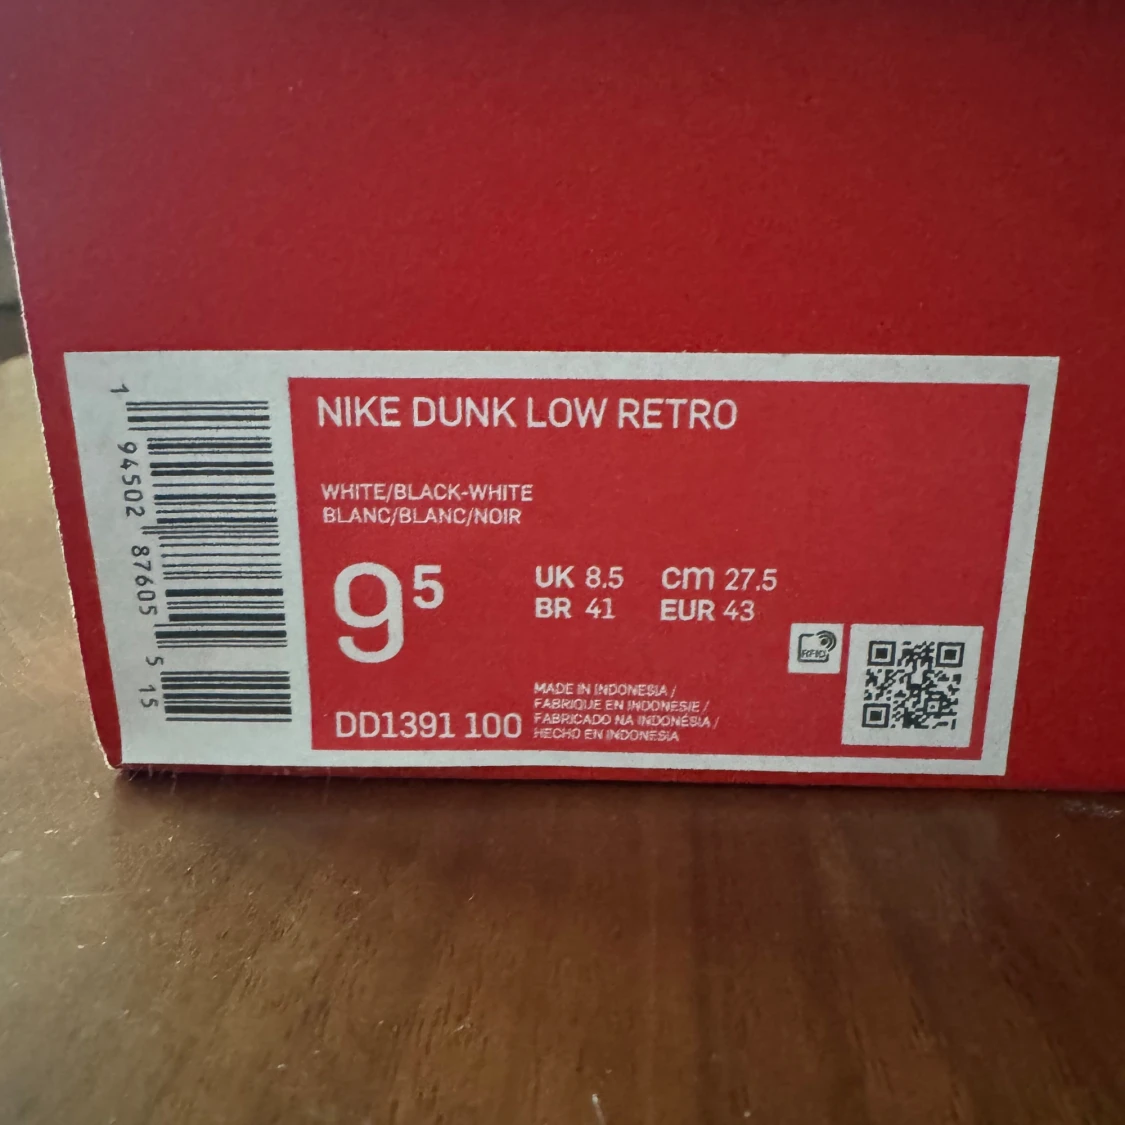 1 94502 87605 5 15
NIKE DUNK LOW RETRO
WHITE/BLACK-WHITE
BLANC/BLANC/NOIR
9⁵
UK 8.5 cm 27.5
BR 41 EUR 43
RFID
MADE IN INDONESIA /
FABRIQUE EN INDONESIE /
FABRICADO NA INDONÉSIA /
HECHO EN INDONESIA
DD1391 100